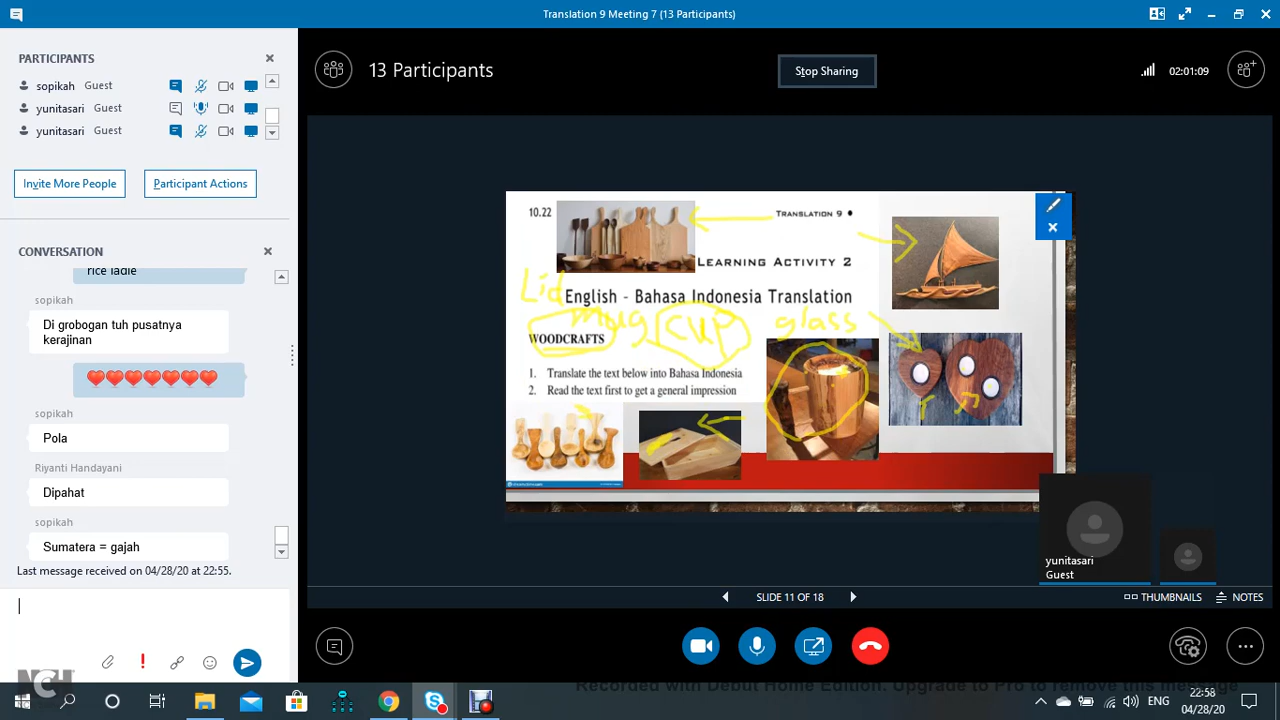 Translation 9 Meeting 7 (13 Participants)
PARTICIPANTS
sopikah Guest
yunitasari Guest
yunitasari Guest
Invite More People
Participant Actions
CONVERSATION
rice ladle
sopikah
Di grobogan tuh pusatnya
kerajinan
sopikah
Pola
Riyanti Handayani
Dipahat
sopikah
Sumatera = gajah
Last message received on 04/28/20 at 22:55.
NCH
13 Participants
Stop Sharing
02:01:09
10.22
TRANSLATION 9 ●
LEARNING ACTIVITY 2
Lid
English - Bahasa Indonesia Translation
mug cup glass
WOODCRAFTS
1. Translate the text below into Bahasa Indonesia
2. Read the text first to get a general impression
yunitasari
Guest
SLIDE 11 OF 18
THUMBNAILS
NOTES
Recorded with Debut Home Edition. Upgrade to Pro to remove this message
ENG
22:58
04/28/20